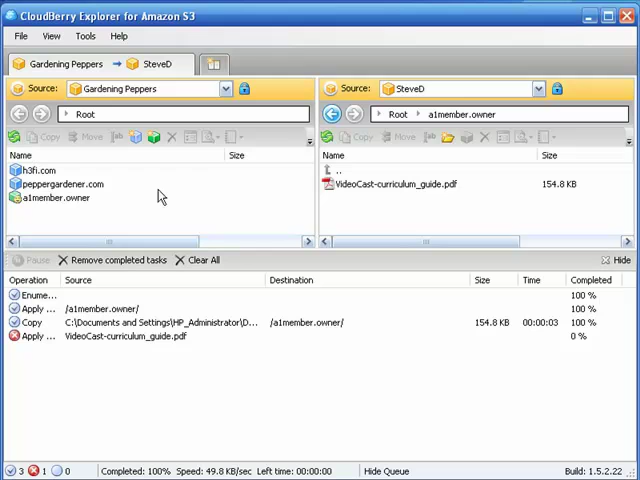 CloudBerry Explorer for Amazon S3
File View Tools Help
Gardening Peppers SteveD
Source: Gardening Peppers Source: SteveD
Root Root a1member.owner
Copy Move Copy Move
Name Size Name Size
h3fi.com ..
peppergardener.com VideoCast-curriculum_guide.pdf 154.8 KB
a1member.owner
Pause Remove completed tasks Clear All Hide
Operation Source Destination Size Time Completed
Enume... 100 %
Apply ... /a1member.owner/ 100 %
Copy C:\Documents and Settings\HP_Administrator\D... /a1member.owner/ 154.8 KB 00:00:03 100 %
Apply ... VideoCast-curriculum_guide.pdf 0 %
3 1 0 Completed: 100% Speed: 49.8 KB/sec Left time: 00:00:00 Hide Queue Build: 1.5.2.22